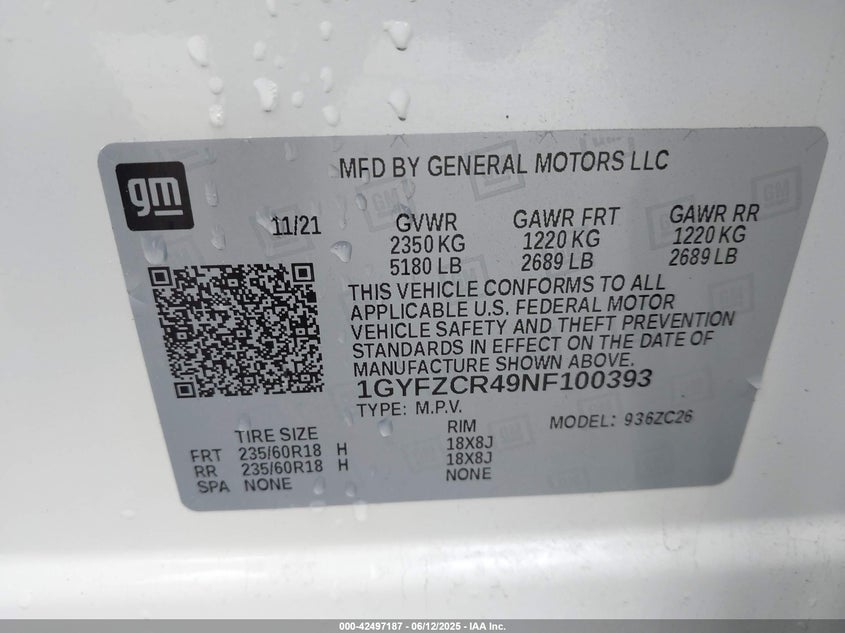 MFD BY GENERAL MOTORS LLC
gm
11/21
GVWR GAWR FRT GAWR RR
2350 KG 1220 KG 1220 KG
5180 LB 2689 LB 2689 LB
THIS VEHICLE CONFORMS TO ALL
APPLICABLE U.S. FEDERAL MOTOR
VEHICLE SAFETY AND THEFT PREVENTION
STANDARDS IN EFFECT ON THE DATE OF
MANUFACTURE SHOWN ABOVE.
1GYFZCR49NF100393
TYPE: M.P.V.
MODEL: 936ZC26
TIRE SIZE RIM
FRT 235/60R18 H 18X8J
RR 235/60R18 H 18X8J
SPA NONE NONE
000-42497187 - 06/12/2025 - IAA Inc.